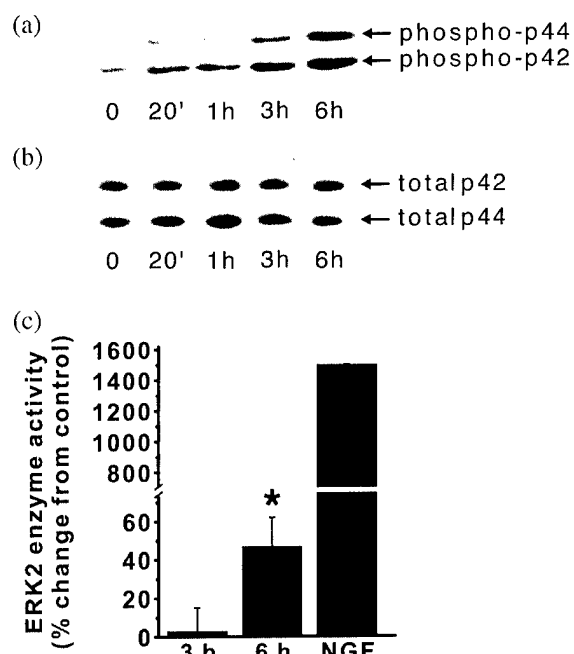 (a)
phospho-p44
phospho-p42
0 20' 1h 3h 6h
(b)
total p42
total p44
0 20' 1h 3h 6h
(c)
ERK2 enzyme activity
(% change from control)
1600
1400
1200
1000
800
60
40
20
0
*
3 h 6 h NGF